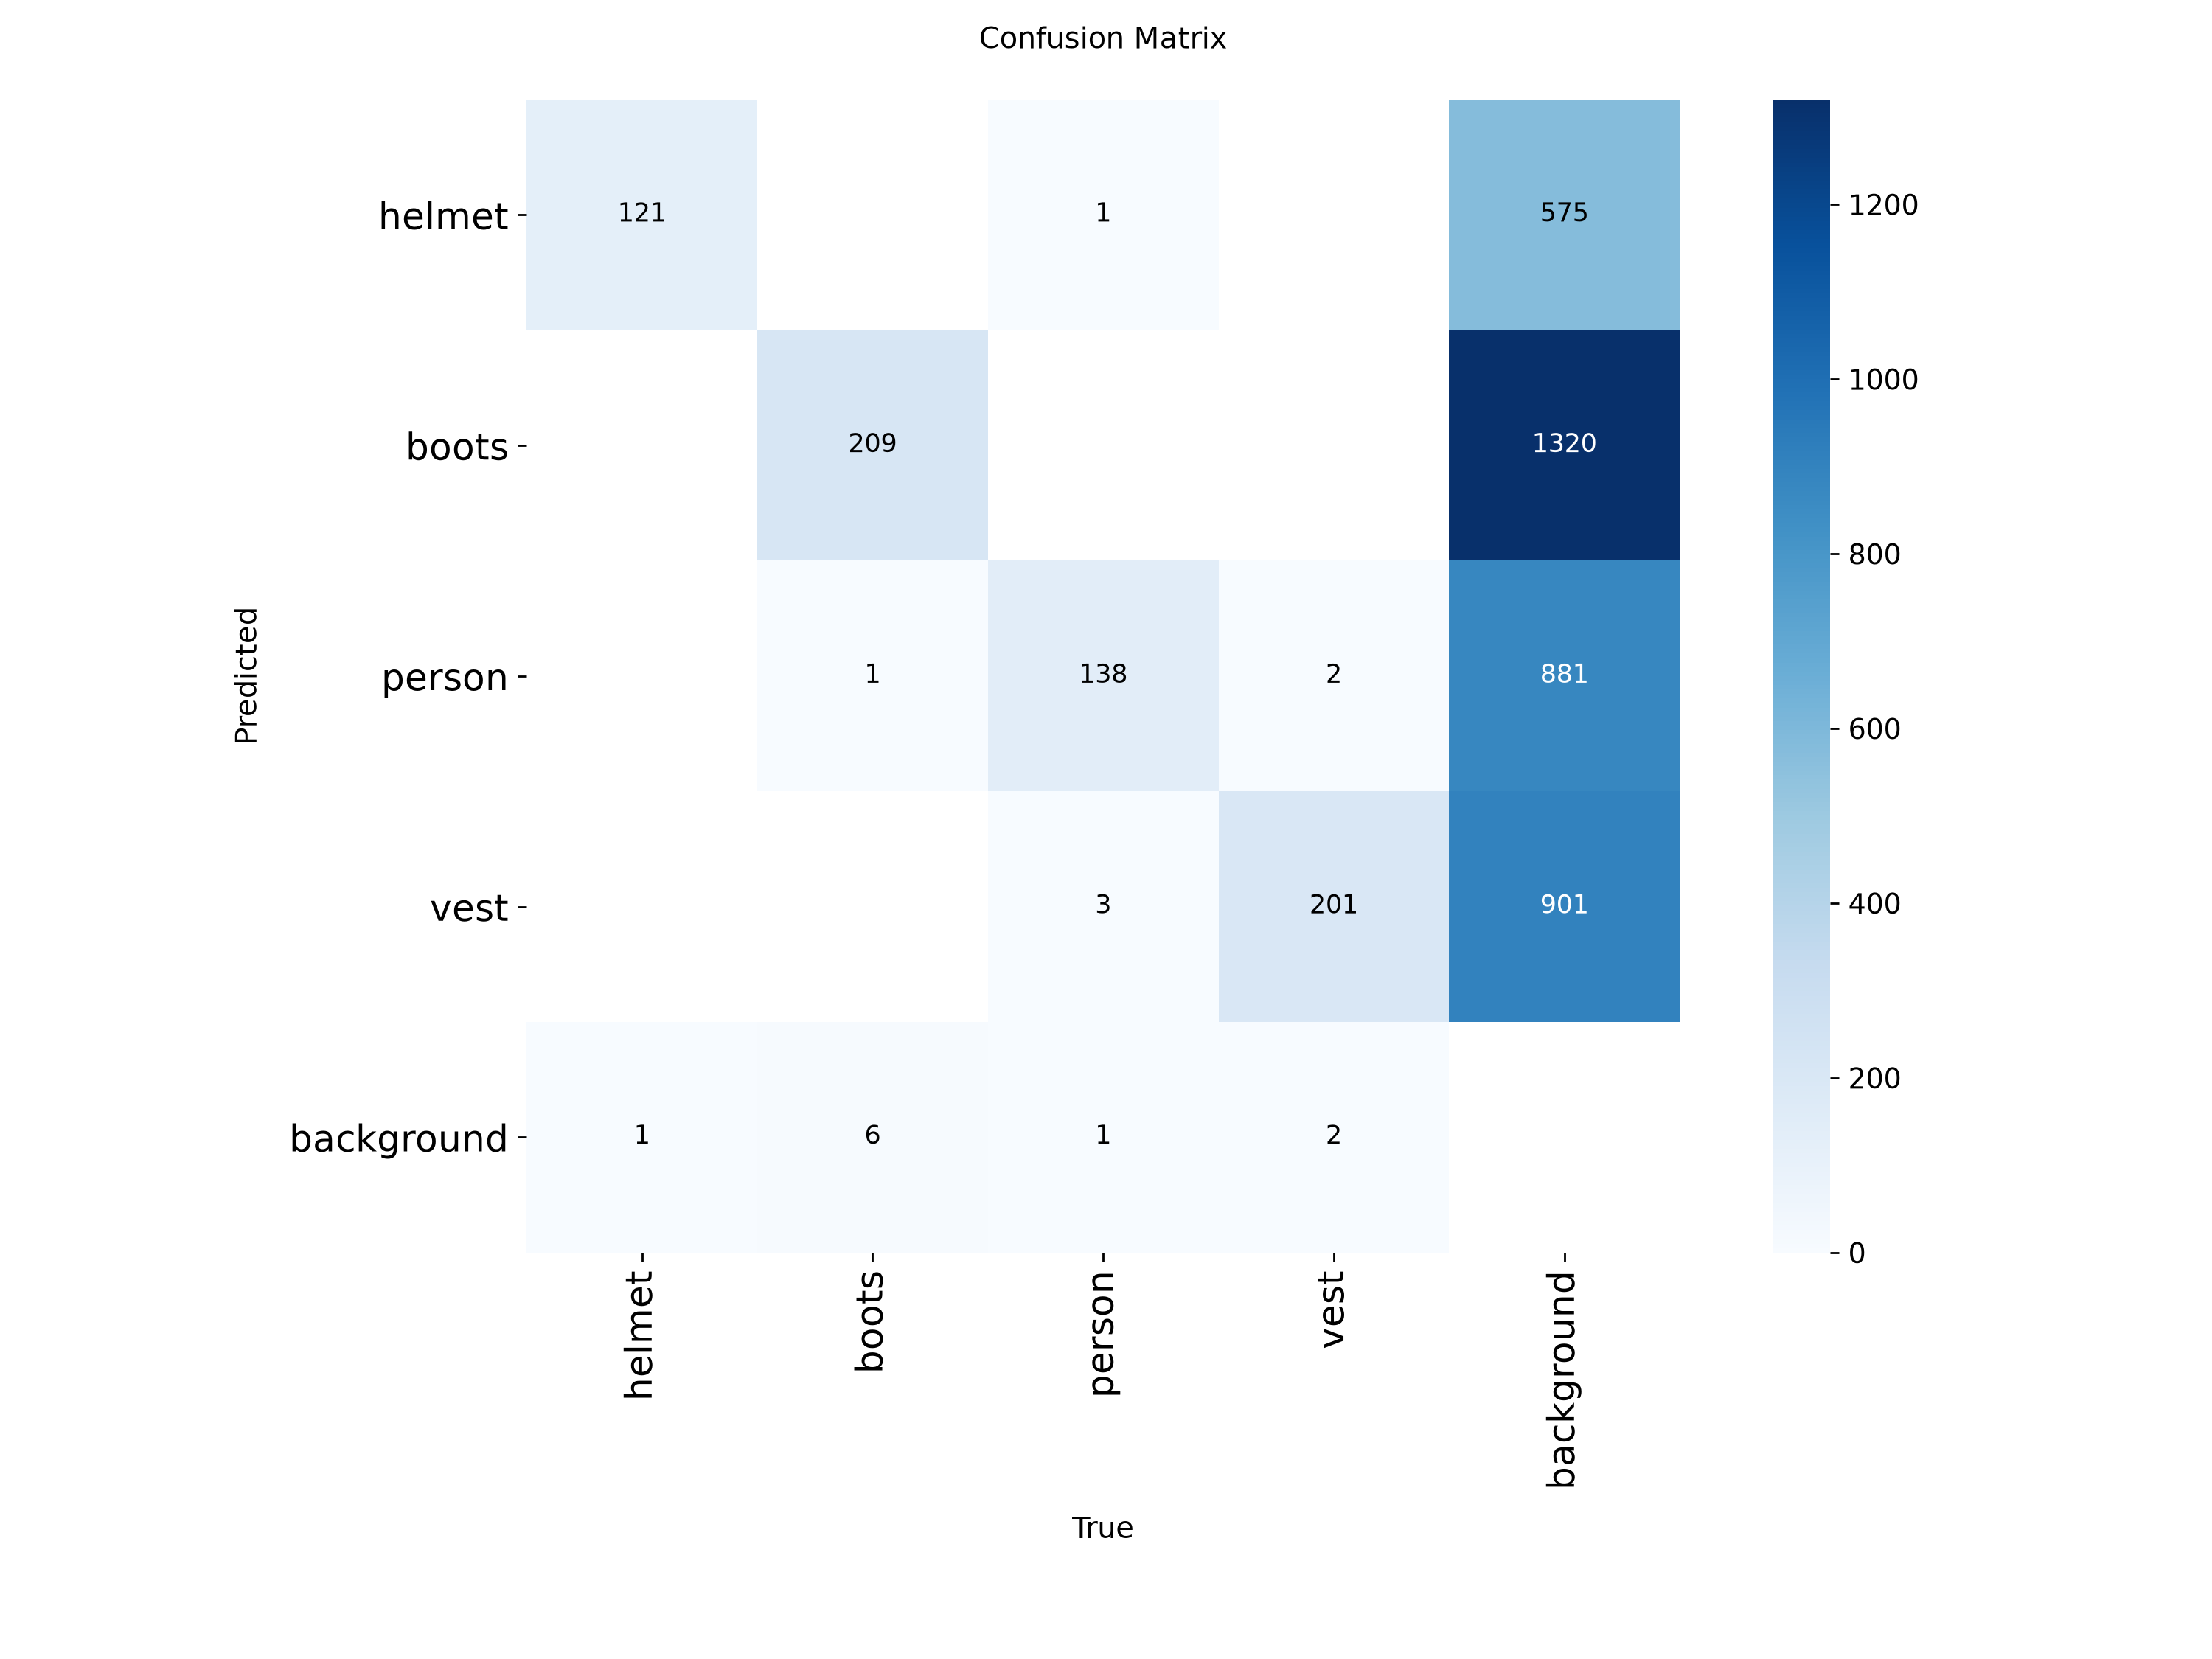 Confusion Matrix
helmet 121 1 575
boots 209 1320
person 1 138 2 881
vest 3 201 901
background 1 6 1 2
Predicted
helmet boots person vest background
True
1200
1000
800
600
400
200
0